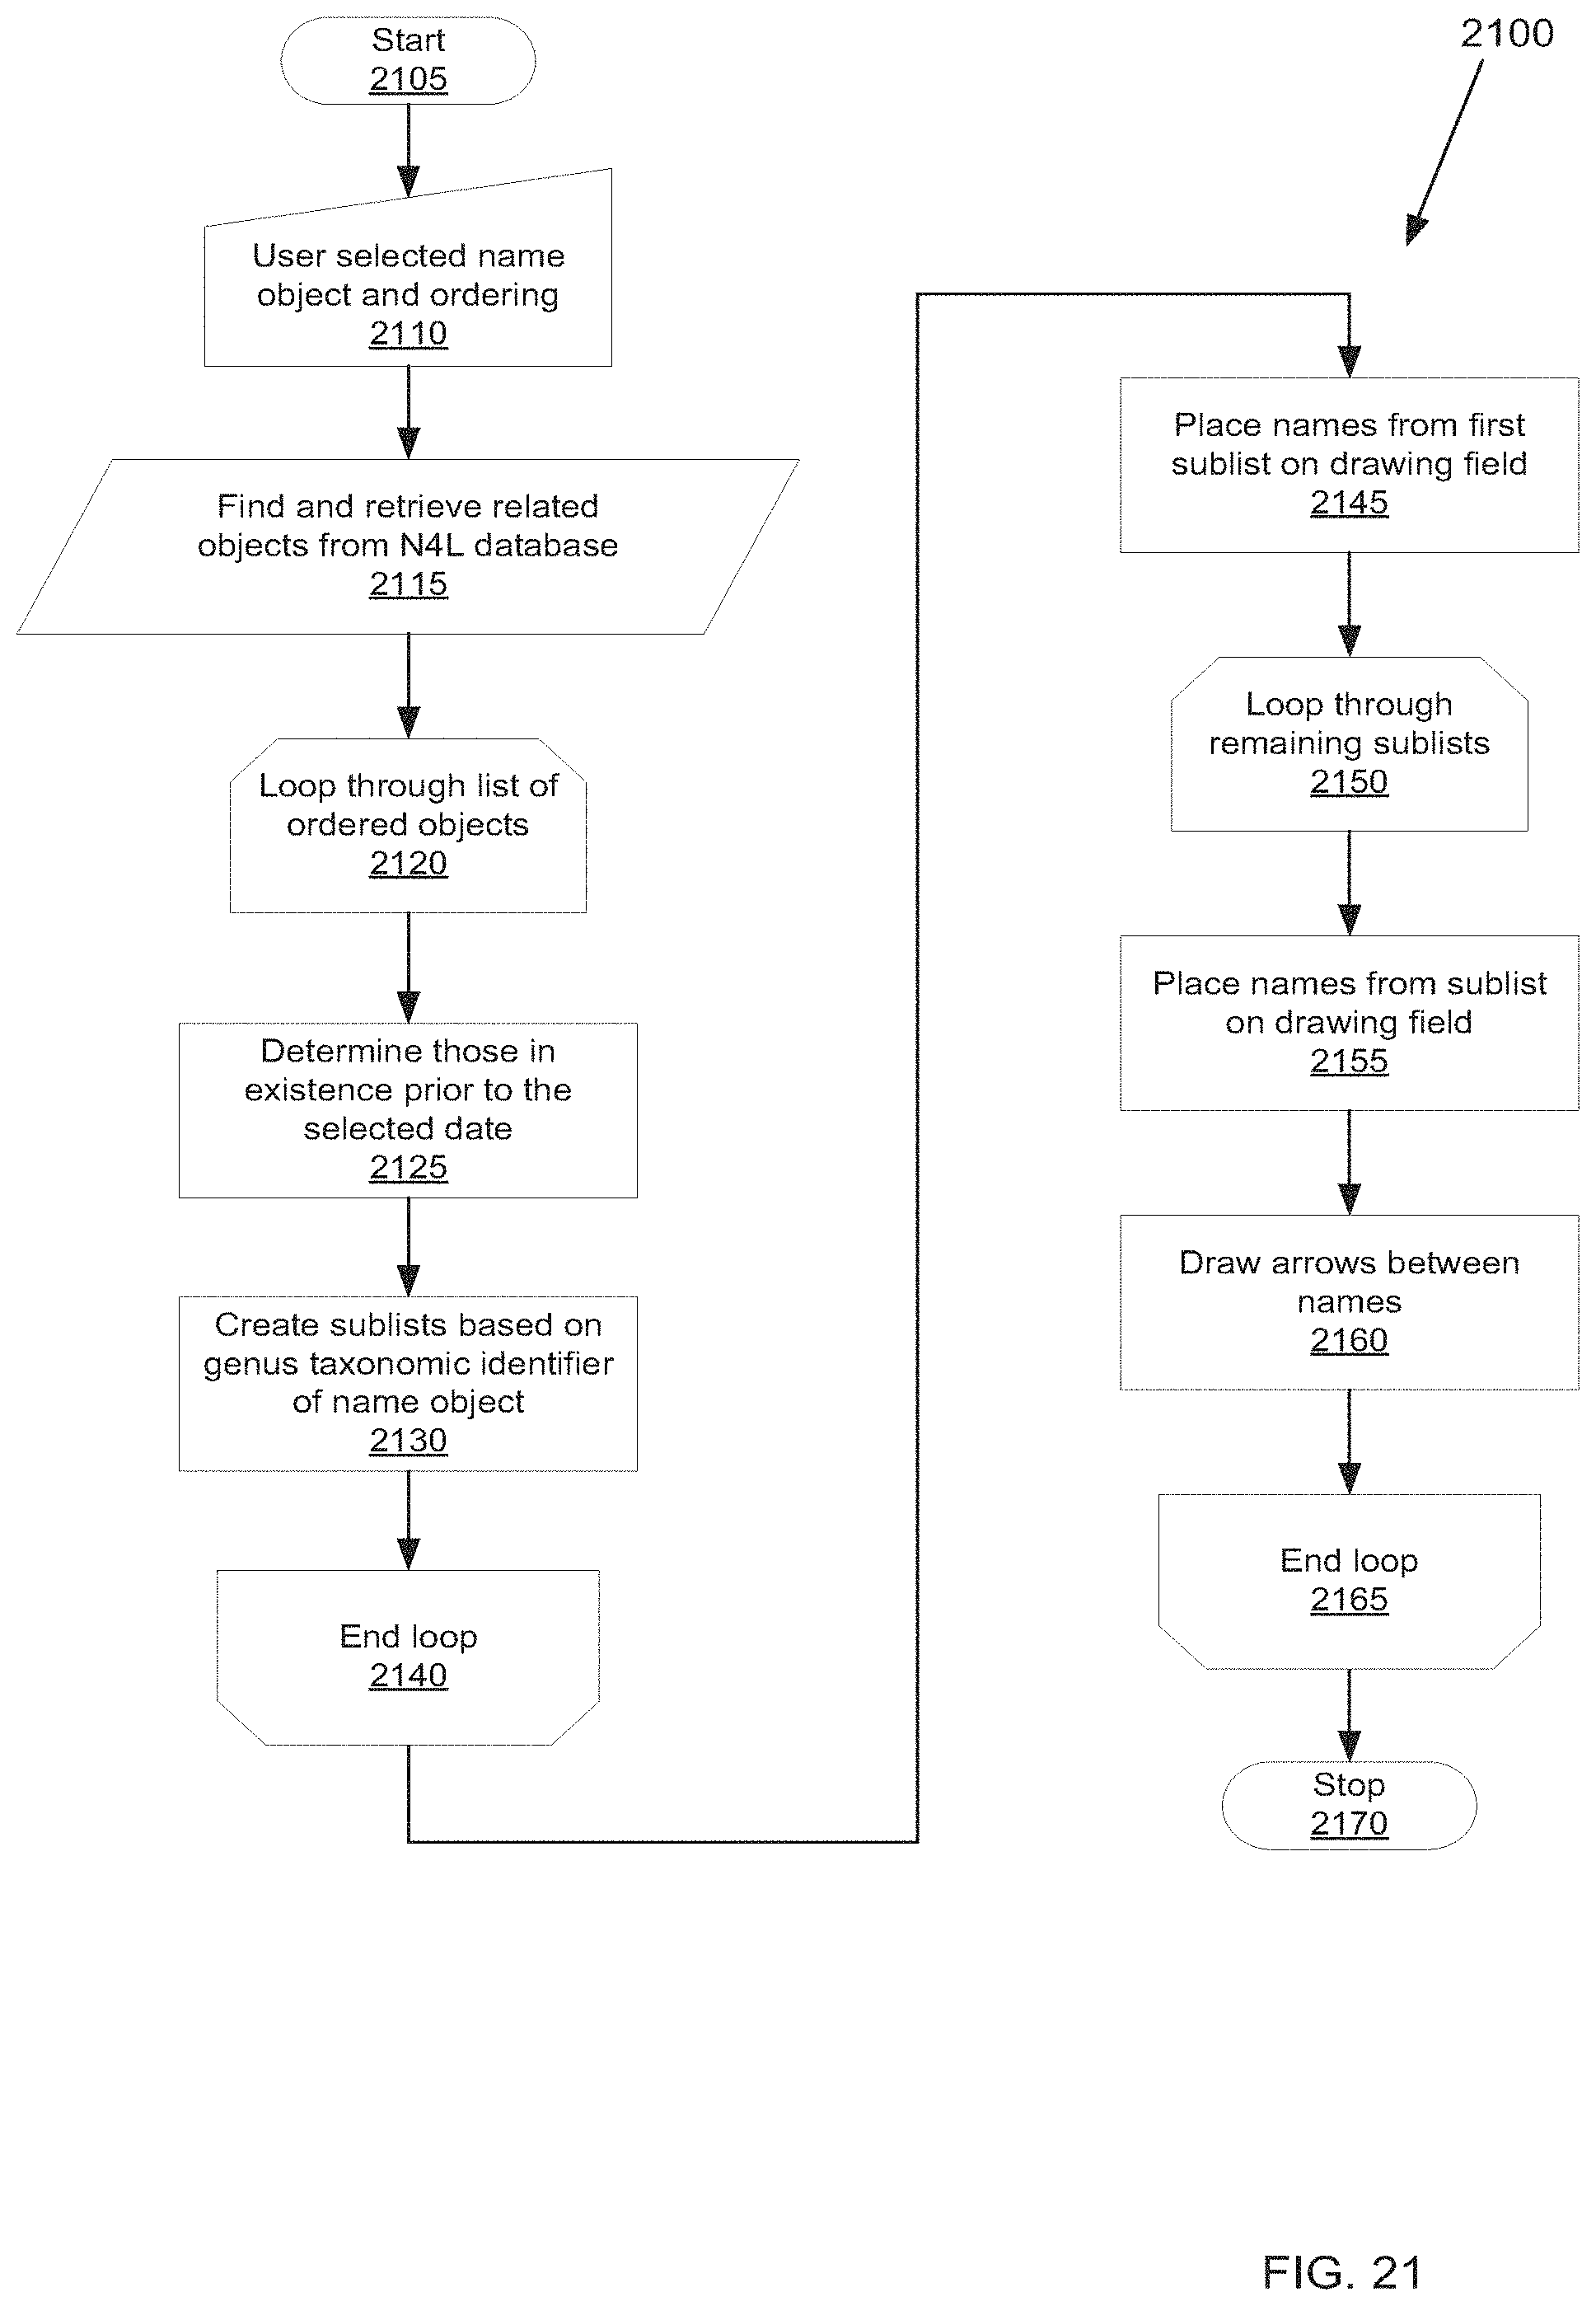 Start
2105
User selected name
object and ordering
2110
Find and retrieve related
objects from N4L database
2115
Loop through list of
ordered objects
2120
Determine those in
existence prior to the
selected date
2125
Create sublists based on
genus taxonomic identifier
of name object
2130
End loop
2140
2100
Place names from first
sublist on drawing field
2145
Loop through
remaining sublists
2150
Place names from sublist
on drawing field
2155
Draw arrows between
names
2160
End loop
2165
Stop
2170
FIG. 21